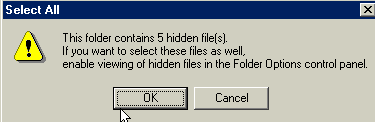 Select All
This folder contains 5 hidden file(s).
If you want to select these files as well,
enable viewing of hidden files in the Folder Options control panel.
OK
Cancel